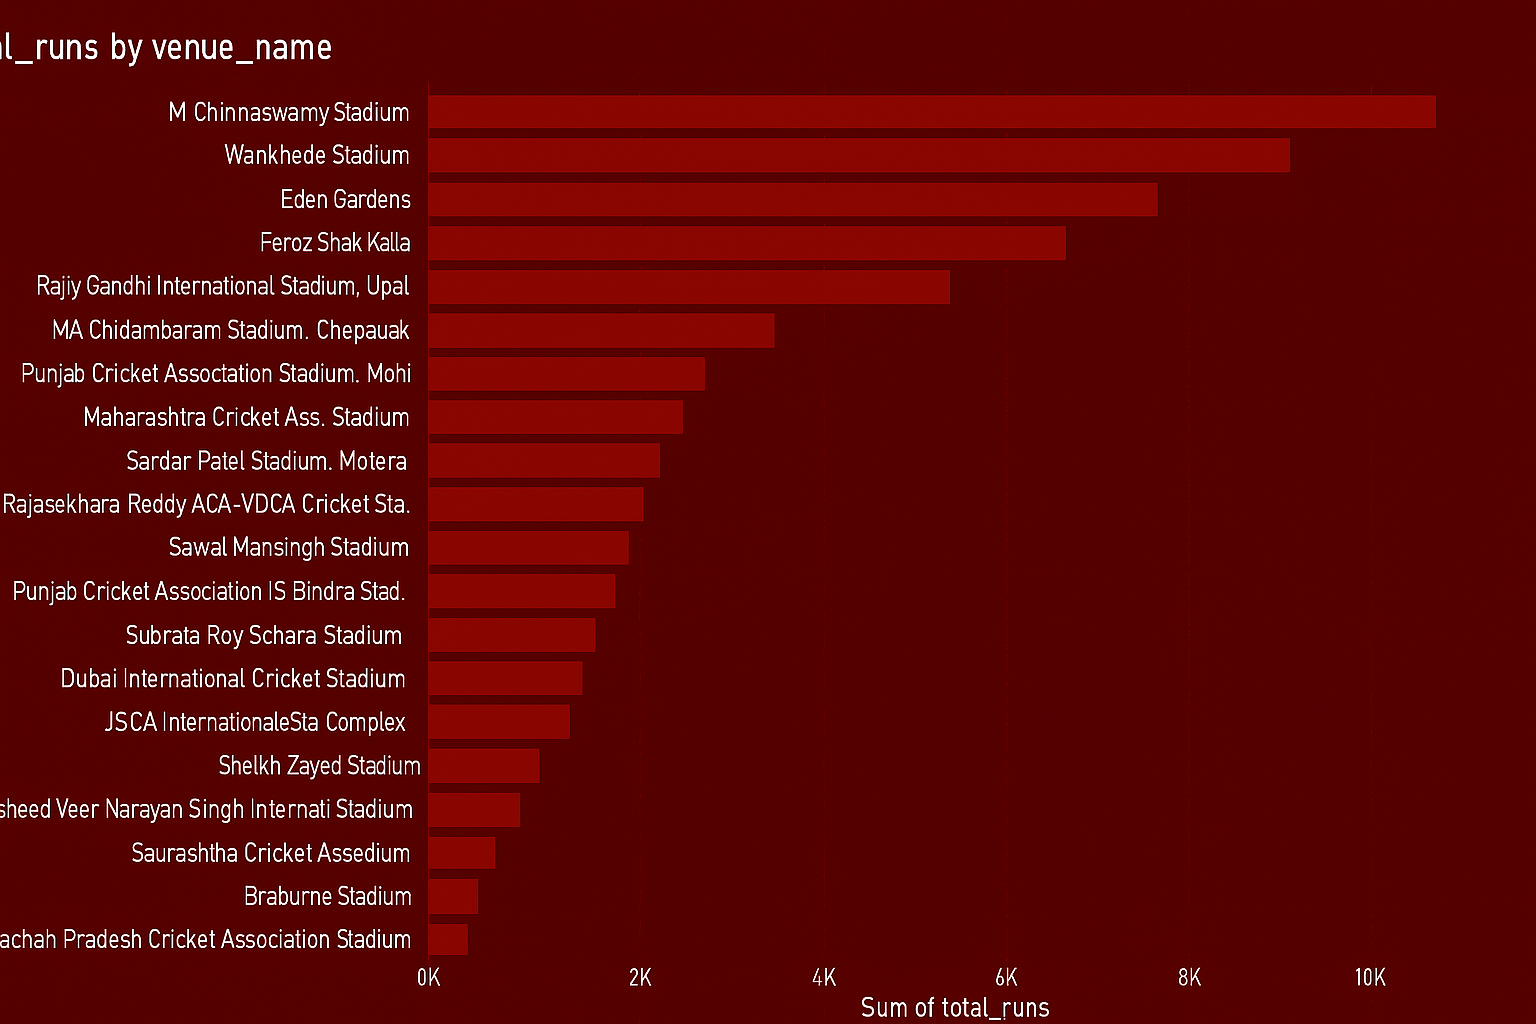 al_runs by venue_name
M Chinnaswamy Stadium
Wankhede Stadium
Eden Gardens
Feroz Shak Kalla
Rajiy Gandhi International Stadium, Upal
MA Chidambaram Stadium. Chepauak
Punjab Cricket Assoctation Stadium. Mohi
Maharashtra Cricket Ass. Stadium
Sardar Patel Stadium. Motera
Rajasekhara Reddy ACA-VDCA Cricket Sta.
Sawal Mansingh Stadium
Punjab Cricket Association IS Bindra Stad.
Subrata Roy Schara Stadium
Dubai International Cricket Stadium
JSCA InternationaleSta Complex
Shelkh Zayed Stadium
sheed Veer Narayan Singh Internati Stadium
Saurashtha Cricket Assedium
Braburne Stadium
achah Pradesh Cricket Association Stadium
0K 2K 4K 6K 8K 10K
Sum of total_runs